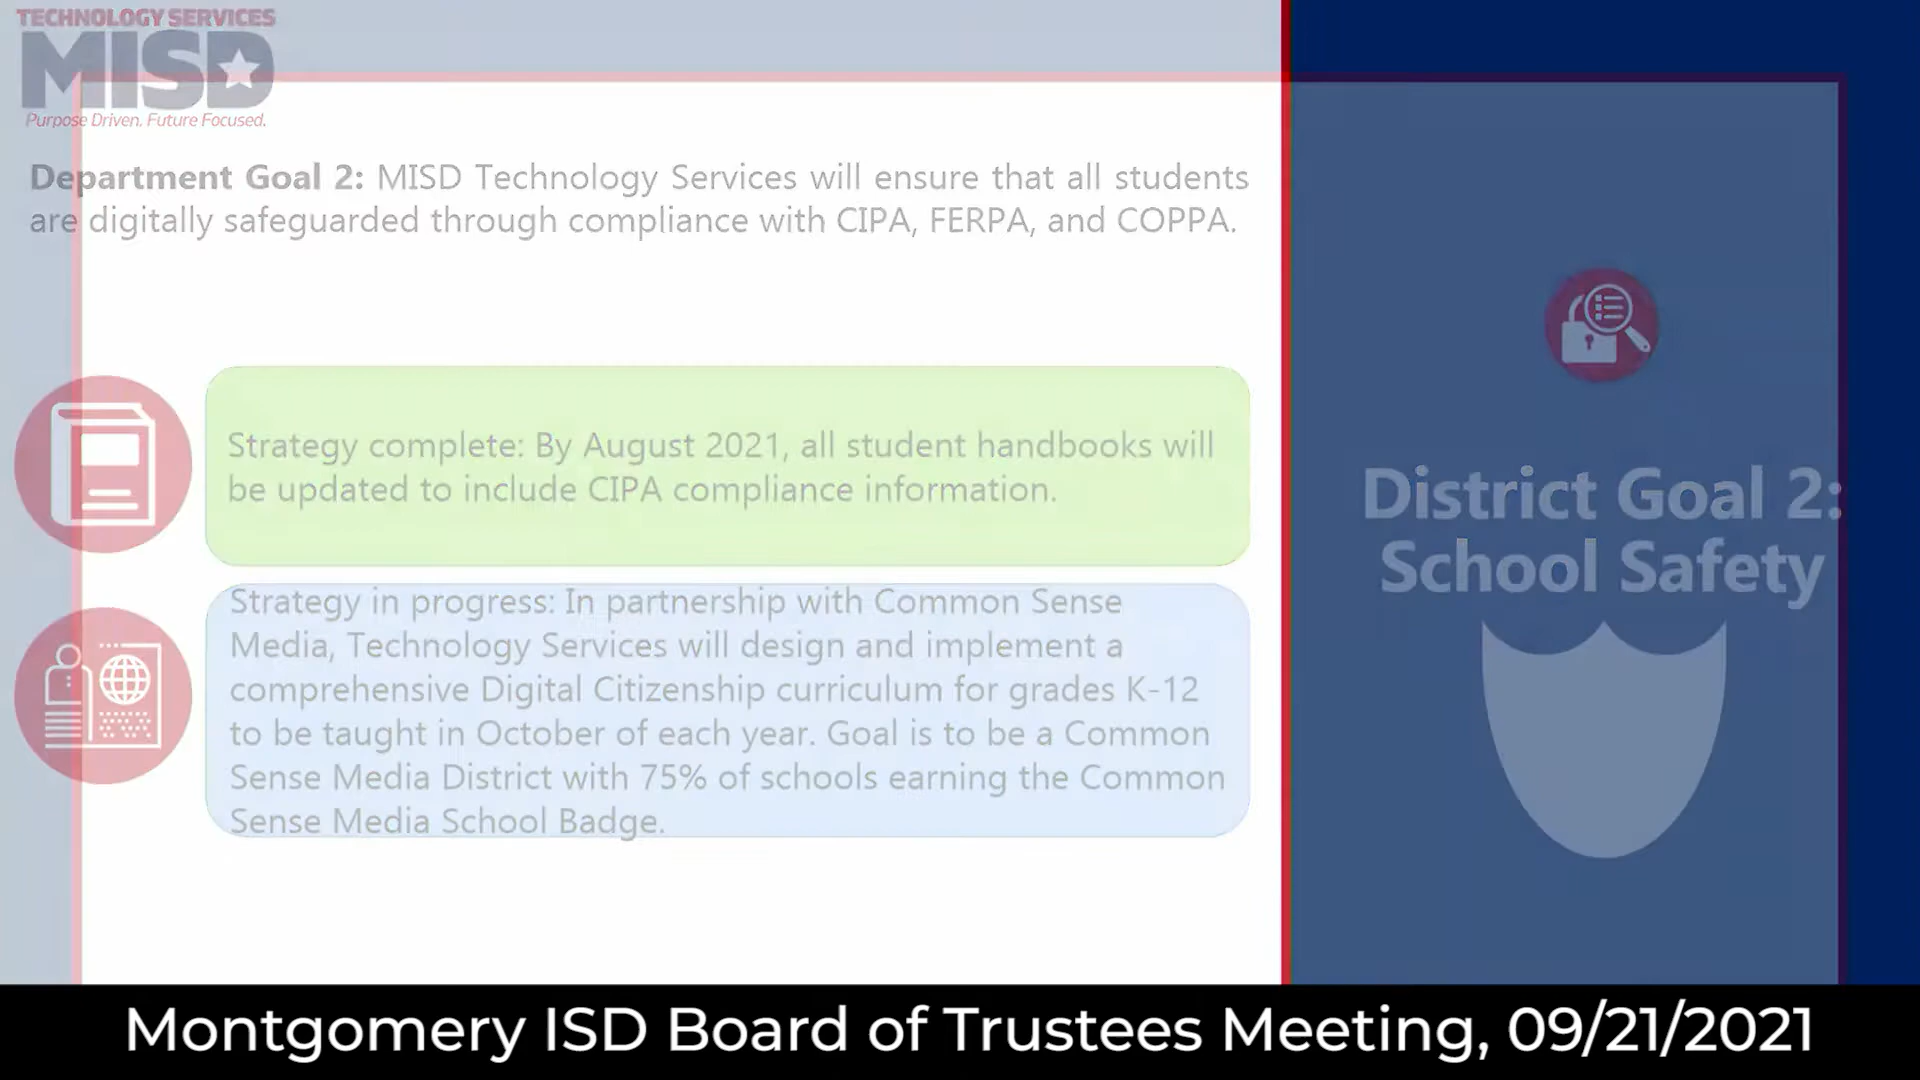 TECHNOLOGY SERVICES
MISD
Purpose Driven. Future Focused.
Department Goal 2: MISD Technology Services will ensure that all students
are digitally safeguarded through compliance with CIPA, FERPA, and COPPA.
Strategy complete: By August 2021, all student handbooks will
be updated to include CIPA compliance information.
Strategy in progress: In partnership with Common Sense
Media, Technology Services will design and implement a
comprehensive Digital Citizenship curriculum for grades K-12
to be taught in October of each year. Goal is to be a Common
Sense Media District with 75% of schools earning the Common
Sense Media School Badge.
District Goal 2:
School Safety
Montgomery ISD Board of Trustees Meeting, 09/21/2021